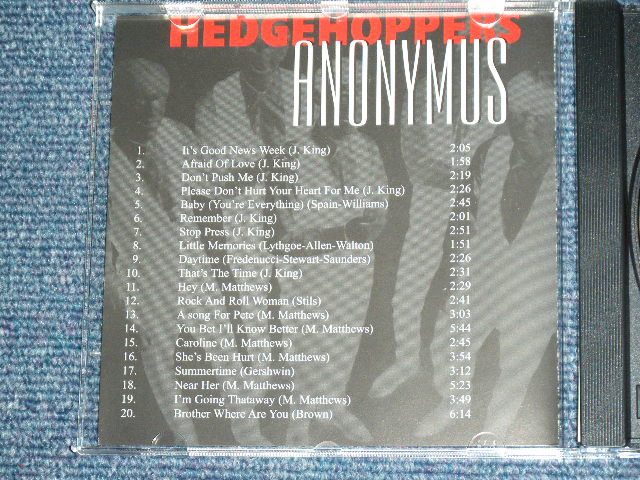 HEDGEHOPPERS
ANONYMUS
1. It's Good News Week (J. King) 2:05
2. Afraid Of Love (J. King) 1:58
3. Don't Push Me (J. King) 2:19
4. Please Don't Hurt Your Heart For Me (J. King) 2:26
5. Baby (You're Everything) (Spain-Williams) 2:45
6. Remember (J. King) 2:01
7. Stop Press (J. King) 2:51
8. Little Memories (Lythgoe-Allen-Walton) 1:51
9. Daytime (Fredenucci-Stewart-Saunders) 2:26
10. That's The Time (J. King) 2:31
11. Hey (M. Matthews) 2:29
12. Rock And Roll Woman (Stils) 2:41
13. A song For Pete (M. Matthews) 3:03
14. You Bet I'll Know Better (M. Matthews) 5:44
15. Caroline (M. Matthews) 2:45
16. She's Been Hurt (M. Matthews) 3:54
17. Summertime (Gershwin) 3:12
18. Near Her (M. Matthews) 5:23
19. I'm Going Thataway (M. Matthews) 3:49
20. Brother Where Are You (Brown) 6:14